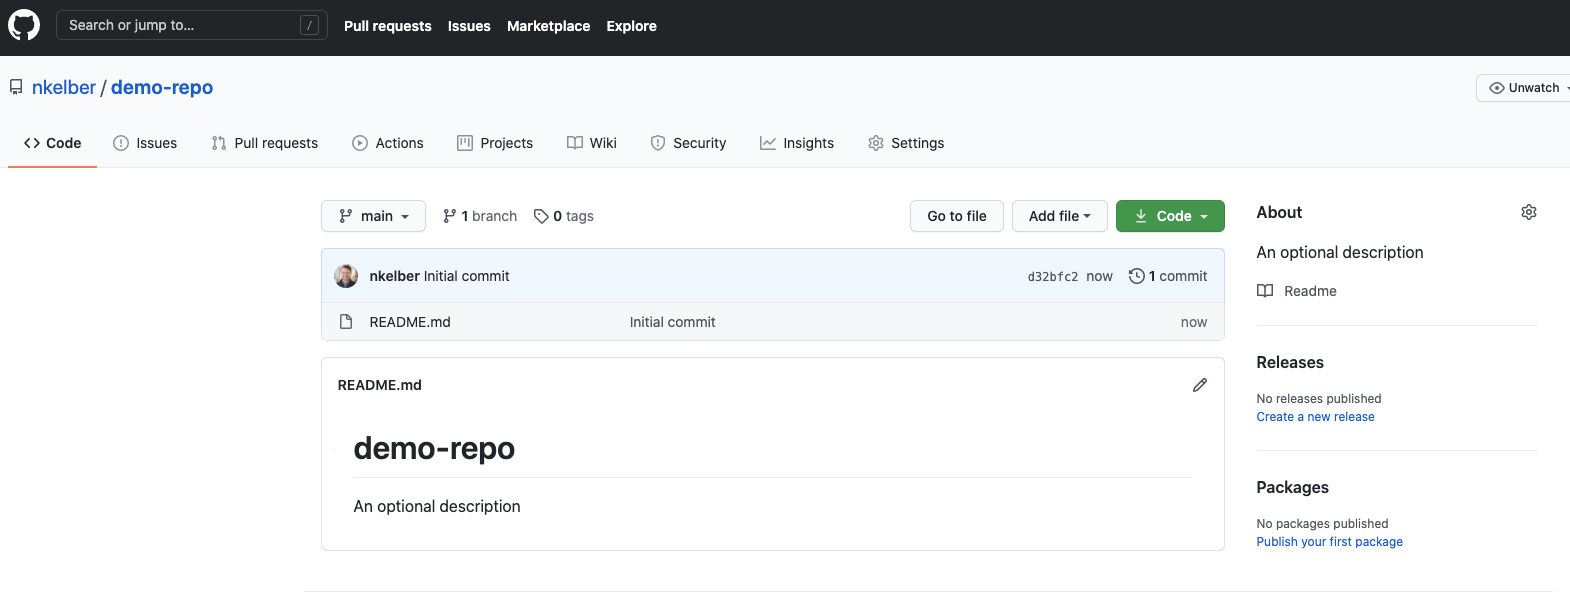 Search or jump to... / Pull requests Issues Marketplace Explore
nkelber / demo-repo Unwatch
Code Issues Pull requests Actions Projects Wiki Security Insights Settings
main 1 branch 0 tags Go to file Add file Code
nkelber Initial commit d32bfc2 now 1 commit
README.md Initial commit now
README.md
demo-repo
An optional description
About
An optional description
Readme
Releases
No releases published
Create a new release
Packages
No packages published
Publish your first package